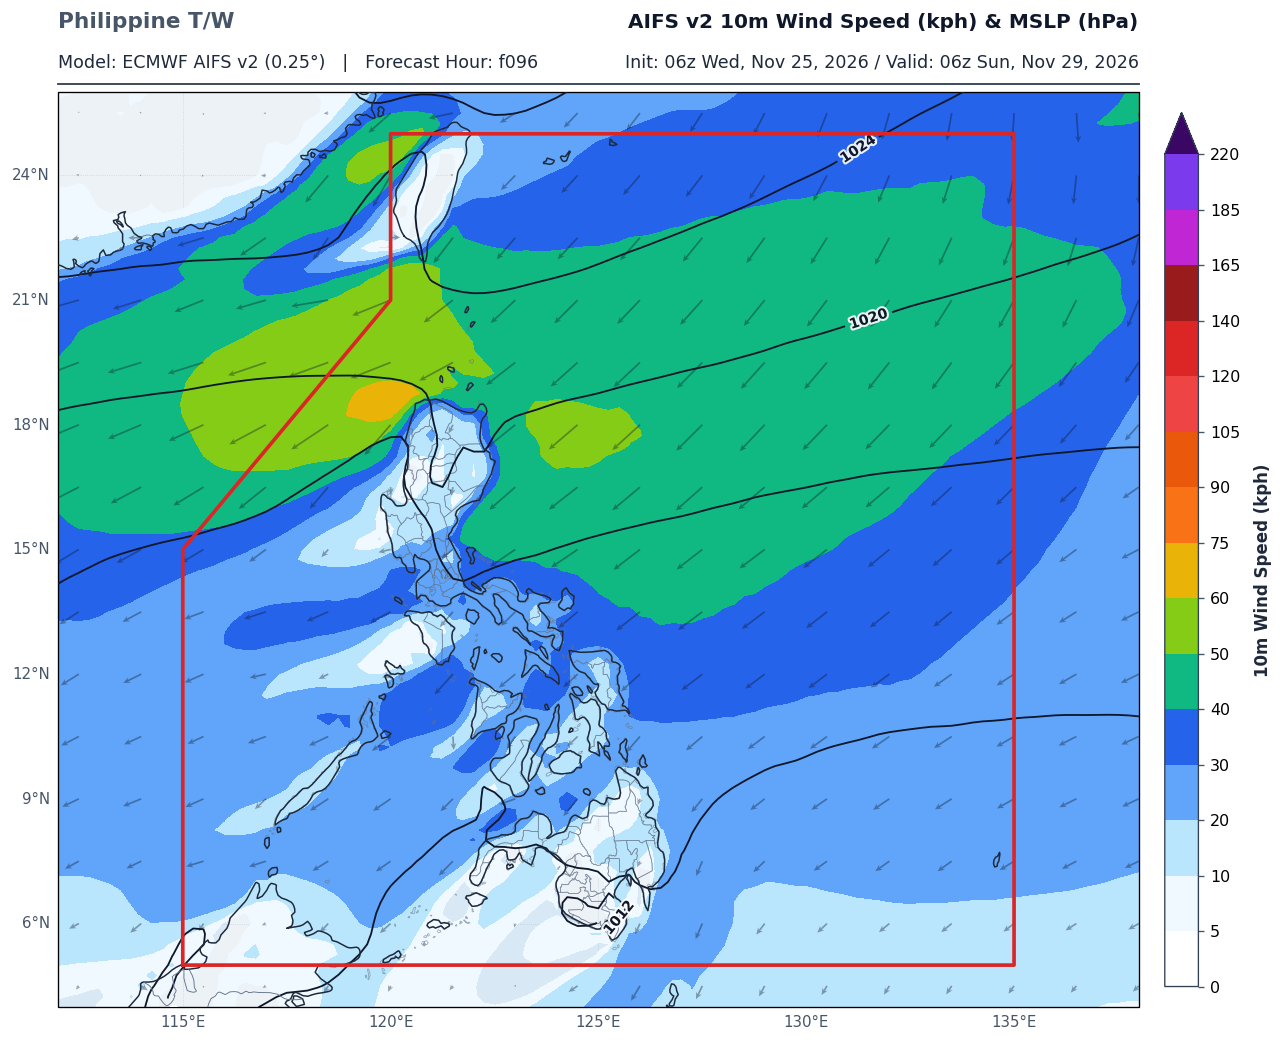 Philippine T/W
AIFS v2 10m Wind Speed (kph) & MSLP (hPa)
Model: ECMWF AIFS v2 (0.25°) | Forecast Hour: f096
Init: 06z Wed, Nov 25, 2026 / Valid: 06z Sun, Nov 29, 2026
24°N
21°N
18°N
15°N
12°N
9°N
6°N
1024
1020
1012
115°E
120°E
125°E
130°E
135°E
220
185
165
140
120
105
90
75
60
50
40
30
20
10
5
0
10m Wind Speed (kph)